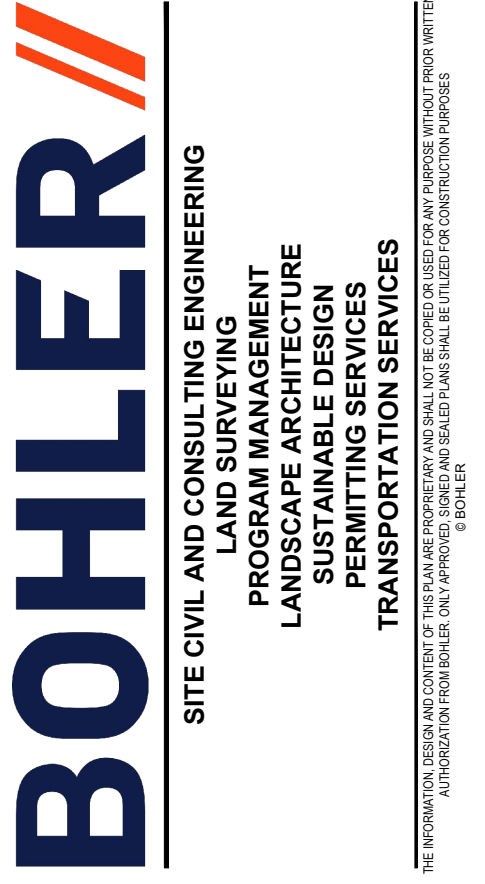 BOHLER//
SITE CIVIL AND CONSULTING ENGINEERING
LAND SURVEYING
PROGRAM MANAGEMENT
LANDSCAPE ARCHITECTURE
SUSTAINABLE DESIGN
PERMITTING SERVICES
TRANSPORTATION SERVICES
THE INFORMATION, DESIGN AND CONTENT OF THIS PLAN ARE PROPRIETARY AND SHALL NOT BE COPIED OR USED FOR ANY PURPOSE WITHOUT PRIOR WRITTEN
AUTHORIZATION FROM BOHLER. ONLY APPROVED, SIGNED AND SEALED PLANS SHALL BE UTILIZED FOR CONSTRUCTION PURPOSES
© BOHLER